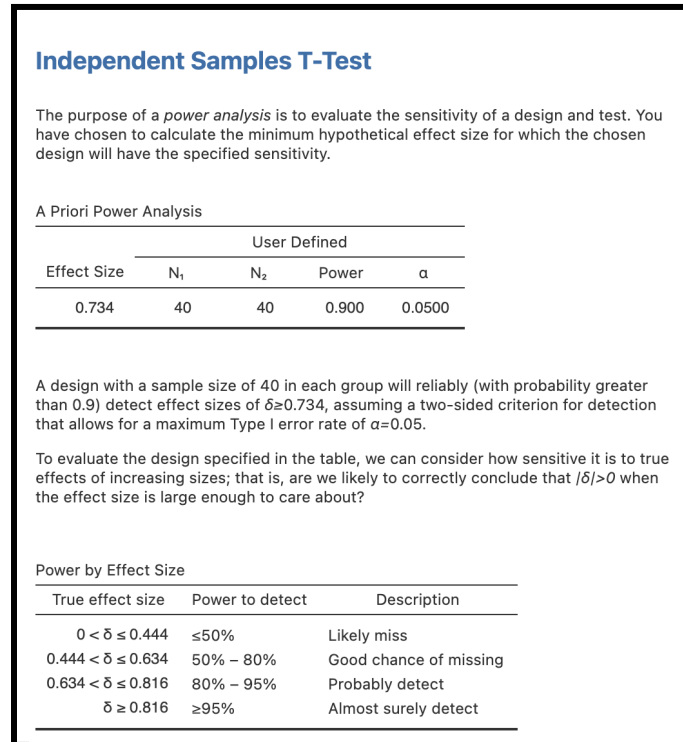 Independent Samples T-Test
The purpose of a power analysis is to evaluate the sensitivity of a design and test. You
have chosen to calculate the minimum hypothetical effect size for which the chosen
design will have the specified sensitivity.
A Priori Power Analysis
User Defined
Effect Size N₁ N₂ Power α
0.734 40 40 0.900 0.0500
A design with a sample size of 40 in each group will reliably (with probability greater
than 0.9) detect effect sizes of δ≥0.734, assuming a two-sided criterion for detection
that allows for a maximum Type I error rate of α=0.05.
To evaluate the design specified in the table, we can consider how sensitive it is to true
effects of increasing sizes; that is, are we likely to correctly conclude that |δ|>0 when
the effect size is large enough to care about?
Power by Effect Size
True effect size Power to detect Description
0 < δ ≤ 0.444 ≤50% Likely miss
0.444 < δ ≤ 0.634 50% – 80% Good chance of missing
0.634 < δ ≤ 0.816 80% – 95% Probably detect
δ ≥ 0.816 ≥95% Almost surely detect